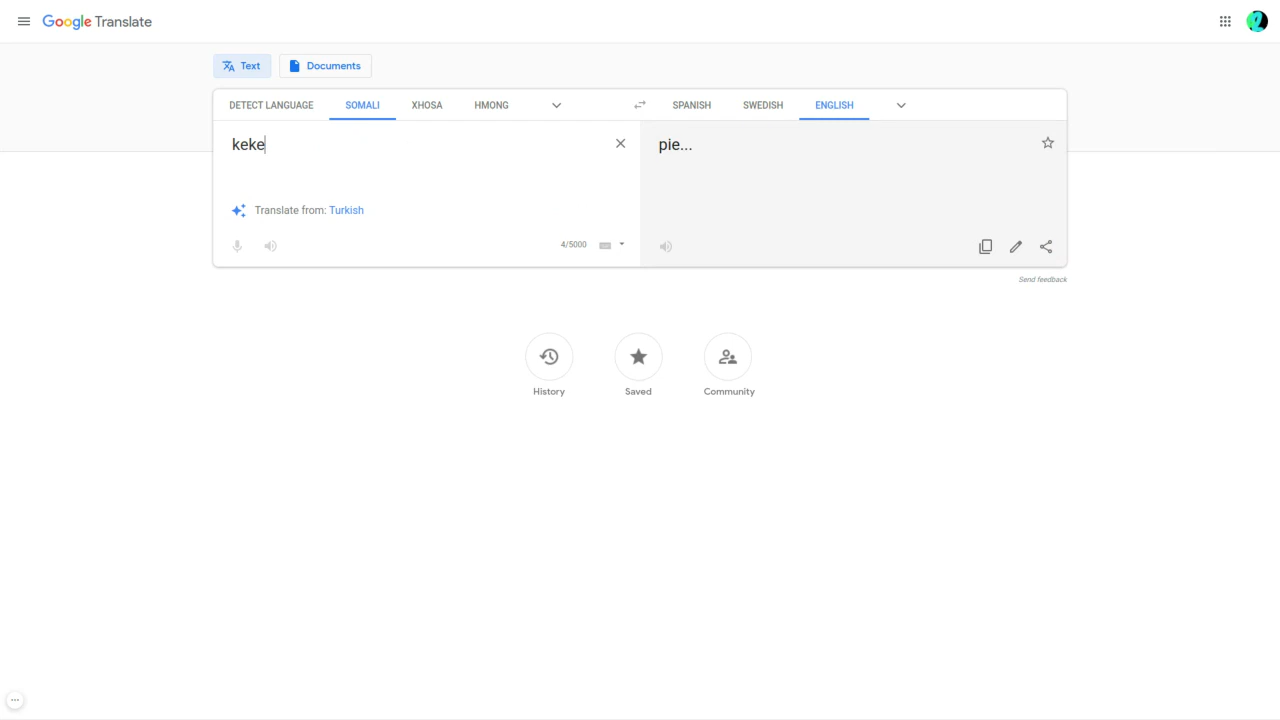 Google Translate
Text
Documents
DETECT LANGUAGE
SOMALI
XHOSA
HMONG
SPANISH
SWEDISH
ENGLISH
keke
pie...
Translate from: Turkish
4/5000
Send feedback
History
Saved
Community